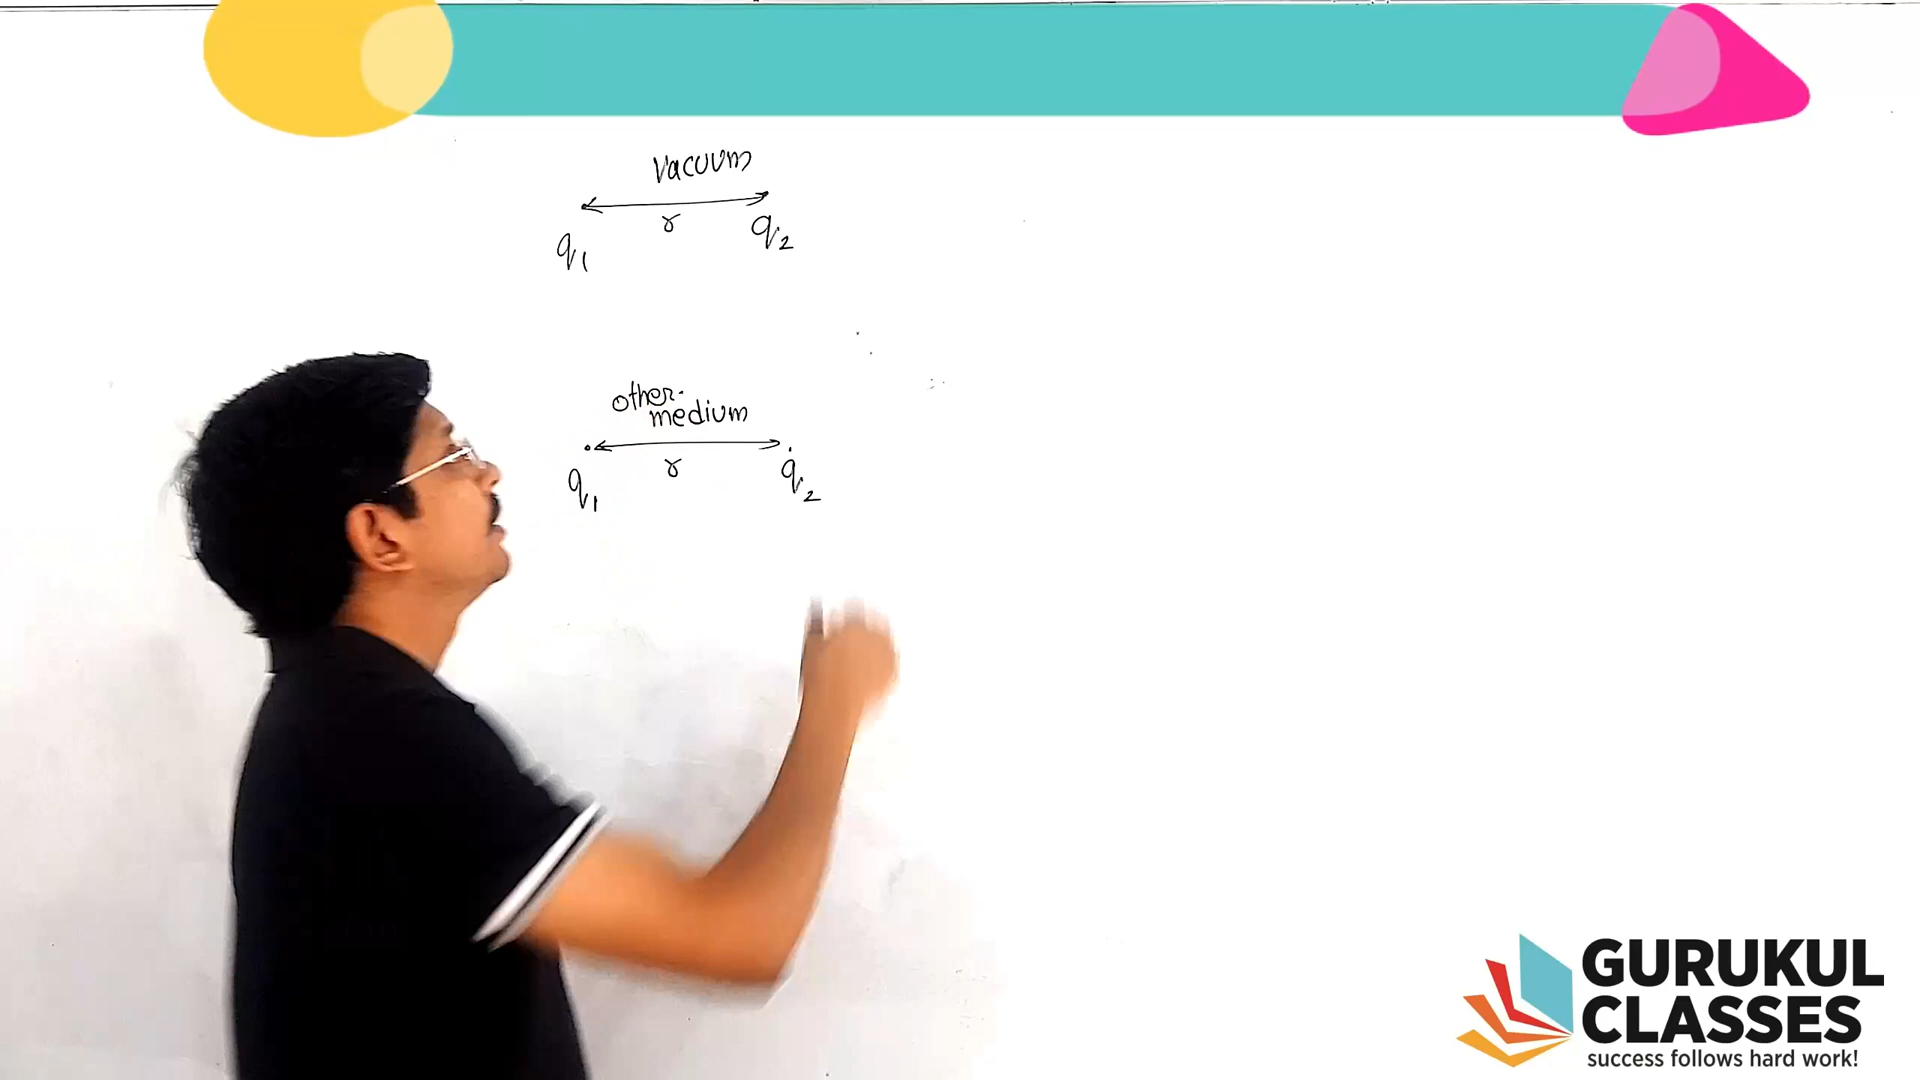 vacuum
r
q1
q2
other
medium
r
q1
q2
GURUKUL
CLASSES
success follows hard work!